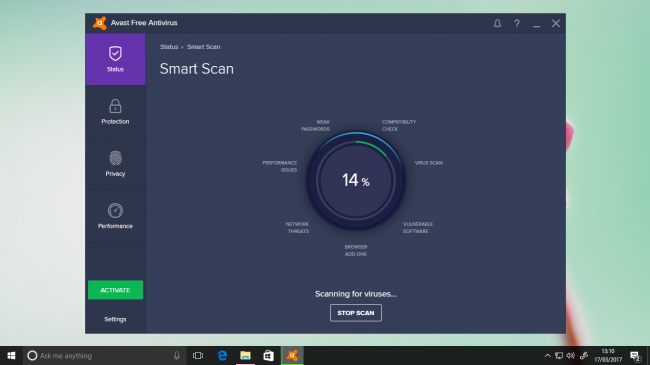 Avast Free Antivirus
?
Status
Status › Smart Scan
Smart Scan
Protection
Privacy
Performance
ACTIVATE
Settings
WEAK
PASSWORDS
COMPATIBILITY
CHECK
PERFORMANCE
ISSUES
VIRUS SCAN
14 %
NETWORK
THREATS
VULNERABLE
SOFTWARE
BROWSER
ADD-ONS
Scanning for viruses...
STOP SCAN
Ask me anything
13:10
17/03/2017
2